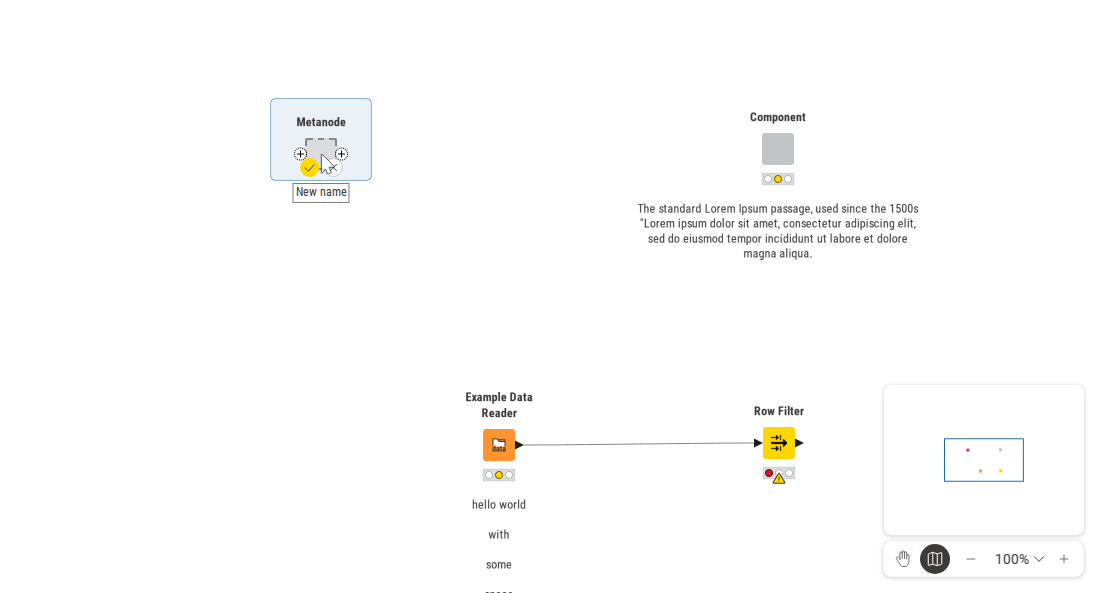 Metanode
New name
Component
The standard Lorem Ipsum passage, used since the 1500s
"Lorem ipsum dolor sit amet, consectetur adipiscing elit,
sed do eiusmod tempor incididunt ut labore et dolore
magna aliqua.
Example Data
Reader
data
hello world
with
some
Row Filter
100%